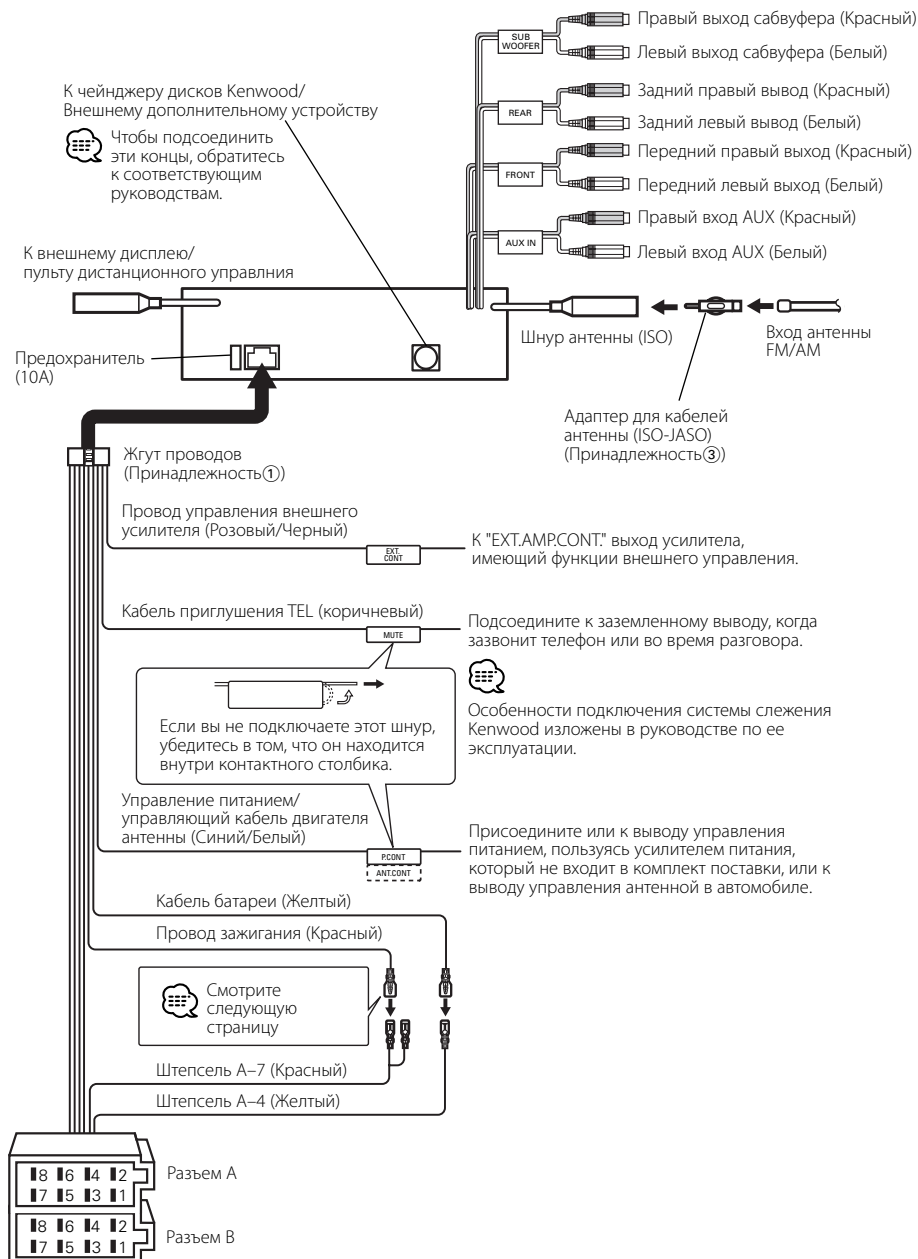 SUB
WOOFER
Правый выход сабвуфера (Красный)
Левый выход сабвуфера (Белый)
К чейнджеру дисков Kenwood/
Внешнему дополнительному устройству
Чтобы подсоединить
эти концы, обратитесь
к соответствующим
руководствам.
REAR
Задний правый вывод (Красный)
Задний левый вывод (Белый)
FRONT
Передний правый выход (Красный)
Передний левый выход (Белый)
AUX IN
Правый вход AUX (Красный)
Левый вход AUX (Белый)
К внешнему дисплею/
пульту дистанционного управлния
Шнур антенны (ISO)
Вход антенны
FM/AM
Предохранитель
(10A)
Адаптер для кабелей
антенны (ISO-JASO)
(Принадлежность③)
Жгут проводов
(Принадлежность①)
Провод управления внешнего
усилителя (Розовый/Черный)
EXT.
CONT
К "EXT.AMP.CONT." выход усилитела,
имеющий функции внешнего управления.
Кабель приглушения TEL (коричневый)
MUTE
Подсоедините к заземленному выводу, когда
зазвонит телефон или во время разговора.
Особенности подключения системы слежения
Kenwood изложены в руководстве по ее
эксплуатации.
Если вы не подключаете этот шнур,
убедитесь в том, что он находится
внутри контактного столбика.
Управление питанием/
управляющий кабель двигателя
антенны (Синий/Белый)
P.CONT
ANT.CONT
Присоедините или к выводу управления
питанием, пользуясь усилителем питания,
который не входит в комплект поставки, или к
выводу управления антенной в автомобиле.
Кабель батареи (Желтый)
Провод зажигания (Красный)
Смотрите
следующую
страницу
Штепсель A–7 (Красный)
Штепсель A–4 (Желтый)
8 6 4 2
7 5 3 1
Разъем A
8 6 4 2
7 5 3 1
Разъем B